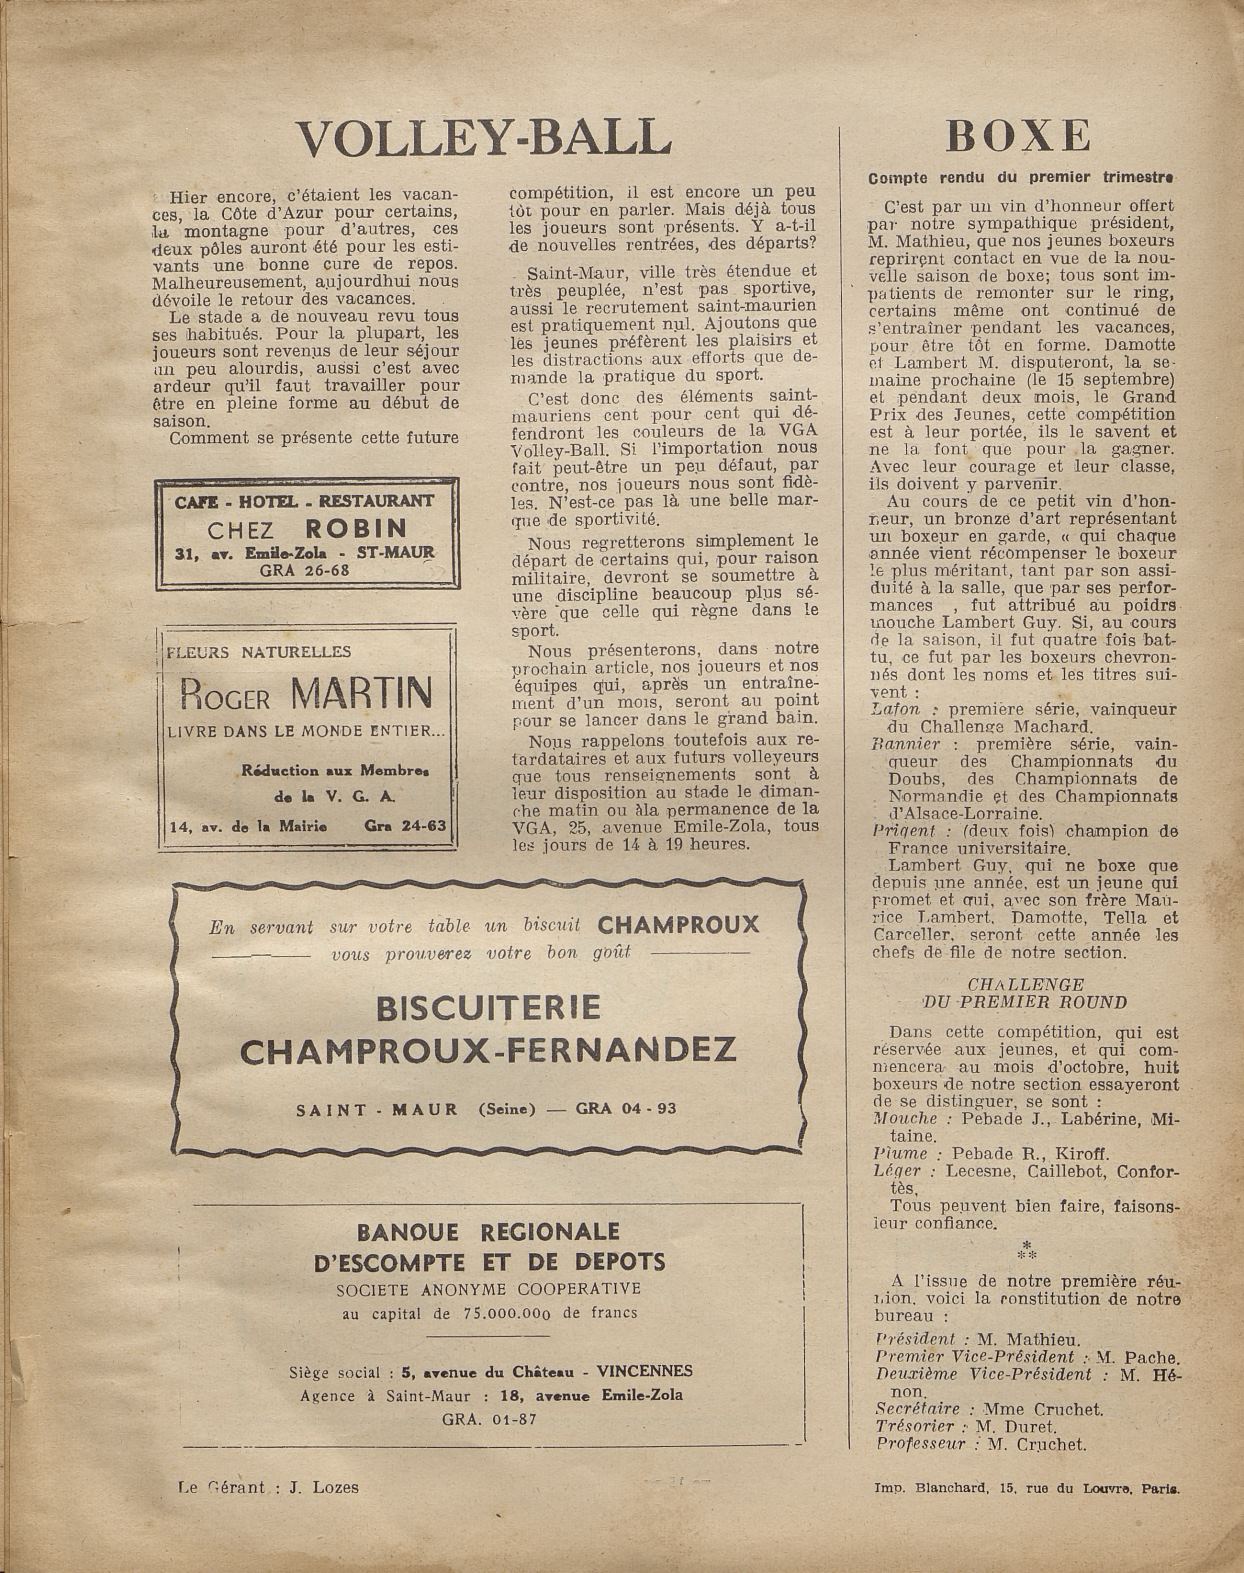 VOLLEY-BALL
Hier encore, c'étaient les vacan-
ces, la Côte d'Azur pour certains,
la montagne pour d'autres, ces
deux pôles auront été pour les esti-
vants une bonne cure de repos.
Malheureusement, aujourdhui nous
dévoile le retour des vacances.
Le stade a de nouveau revu tous
ses habitués. Pour la plupart, les
joueurs sont revenus de leur séjour
un peu alourdis, aussi c'est avec
ardeur qu'il faut travailler pour
être en pleine forme au début de
saison.
Comment se présente cette future
compétition, il est encore un peu
tôt pour en parler. Mais déjà tous
les joueurs sont présents. Y a-t-il
de nouvelles rentrées, des départs?
Saint-Maur, ville très étendue et
très peuplée, n'est pas sportive,
aussi le recrutement saint-maurien
est pratiquement nul. Ajoutons que
les jeunes préfèrent les plaisirs et
les distractions aux efforts que de-
mande la pratique du sport.
C'est donc des éléments saint-
mauriens cent pour cent qui dé-
fendront les couleurs de la VGA
Volley-Ball. Si l'importation nous
fait peut-être un peu défaut, par
contre, nos joueurs nous sont fidè-
les. N'est-ce pas là une belle mar-
que de sportivité.
Nous regretterons simplement le
départ de certains qui, pour raison
militaire, devront se soumettre à
une discipline beaucoup plus sé-
vère que celle qui règne dans le
sport.
Nous présenterons, dans notre
prochain article, nos joueurs et nos
équipes qui, après un entraîne-
ment d'un mois, seront au point
pour se lancer dans le grand bain.
Nous rappelons toutefois aux re-
tardataires et aux futurs volleyeurs
que tous renseignements sont à
leur disposition au stade le diman-
che matin ou àla permanence de la
VGA, 25, avenue Emile-Zola, tous
les jours de 14 à 19 heures.
CAFE - HOTEL - RESTAURANT
CHEZ ROBIN
31, av. Emile-Zola - ST-MAUR
GRA 26-68
FLEURS NATURELLES
ROGER MARTIN
LIVRE DANS LE MONDE ENTIER...
Réduction aux Membres
de la V. G. A.
14, av. de la Mairie Gra 24-63
En servant sur votre table un biscuit CHAMPROUX
vous prouverez votre bon goût
BISCUITERIE
CHAMPROUX-FERNANDEZ
SAINT - MAUR (Seine) — GRA 04 - 93
BANQUE REGIONALE
D'ESCOMPTE ET DE DEPOTS
SOCIETE ANONYME COOPERATIVE
au capital de 75.000.000 de francs
Siège social : 5, avenue du Château - VINCENNES
Agence à Saint-Maur : 18, avenue Emile-Zola
GRA. 01-87
BOXE
Compte rendu du premier trimestre
C'est par un vin d'honneur offert
par notre sympathique président,
M. Mathieu, que nos jeunes boxeurs
reprirent contact en vue de la nou-
velle saison de boxe; tous sont im-
patients de remonter sur le ring,
certains même ont continué de
s'entraîner pendant les vacances,
pour être tôt en forme. Damotte
et Lambert M. disputeront, la se-
maine prochaine (le 15 septembre)
et pendant deux mois, le Grand
Prix des Jeunes, cette compétition
est à leur portée, ils le savent et
ne la font que pour la gagner.
Avec leur courage et leur classe,
ils doivent y parvenir.
Au cours de ce petit vin d'hon-
neur, un bronze d'art représentant
un boxeur en garde, « qui chaque
année vient récompenser le boxeur
le plus méritant, tant par son assi-
duité à la salle, que par ses perfor-
mances , fut attribué au poidrs
mouche Lambert Guy. Si, au cours
de la saison, il fut quatre fois bat-
tu, ce fut par les boxeurs chevron-
nés dont les noms et les titres sui-
vent :
Lafon : première série, vainqueur
du Challenge Machard.
Bannier : première série, vain-
queur des Championnats du
Doubs, des Championnats de
Normandie et des Championnats
d'Alsace-Lorraine.
Prigent : (deux fois) champion de
France universitaire.
Lambert Guy, qui ne boxe que
depuis une année, est un jeune qui
promet et qui, avec son frère Mau-
rice Lambert, Damotte, Tella et
Carceller, seront cette année les
chefs de file de notre section.
CHALLENGE
DU PREMIER ROUND
Dans cette compétition, qui est
réservée aux jeunes, et qui com-
mencera au mois d'octobre, huit
boxeurs de notre section essayeront
de se distinguer, se sont :
Mouche : Pebade J., Labérine, Mi-
taine.
Plume : Pebade R., Kiroff.
Léger : Lecesne, Caillebot, Confor-
tès,
Tous peuvent bien faire, faisons-
leur confiance.
*
**
A l'issue de notre première réu-
nion, voici la constitution de notre
bureau :
Président : M. Mathieu.
Premier Vice-Président : M. Pache.
Deuxième Vice-Président : M. Hé-
non.
Secrétaire : Mme Cruchet.
Trésorier : M. Duret.
Professeur : M. Cruchet.
Le Gérant : J. Lozes
Imp. Blanchard, 15, rue du Louvre, Paris.